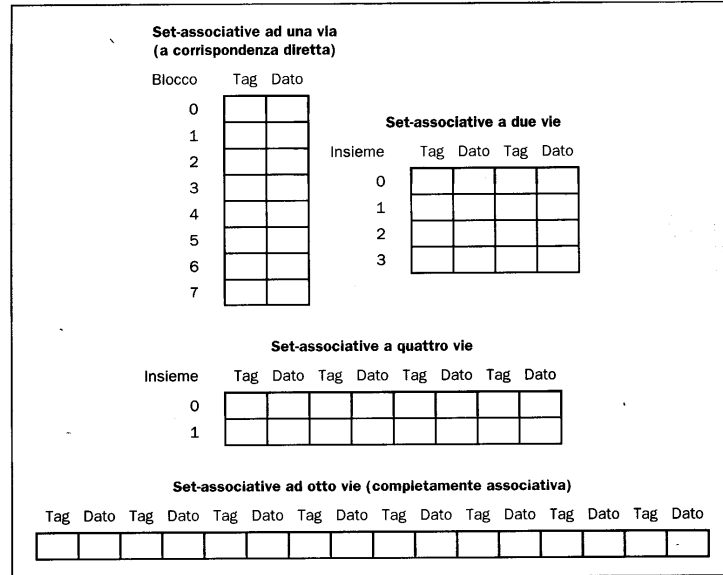 Set-associative ad una via
(a corrispondenza diretta)
Blocco Tag Dato
0
1
2
3
4
5
6
7
Set-associative a due vie
Insieme Tag Dato Tag Dato
0
1
2
3
Set-associative a quattro vie
Insieme Tag Dato Tag Dato Tag Dato Tag Dato
0
1
Set-associative ad otto vie (completamente associativa)
Tag Dato Tag Dato Tag Dato Tag Dato Tag Dato Tag Dato Tag Dato Tag Dato